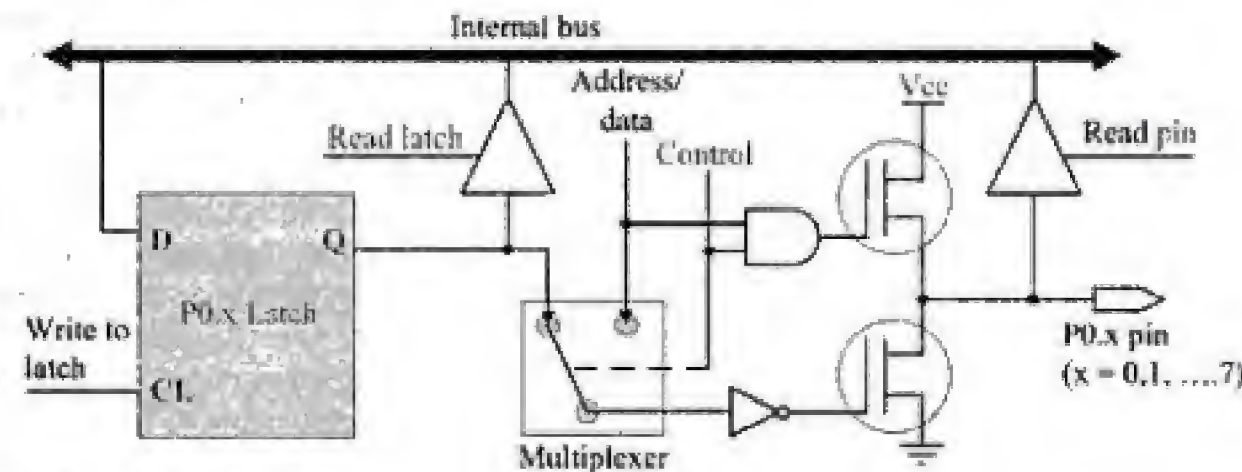 Internal bus
Address/
data
Vcc
Read latch
Control
Read pin
D
Q
P0.x Latch
Write to
latch
CL
P0.x pin
(x = 0,1, ....,7)
Multiplexer